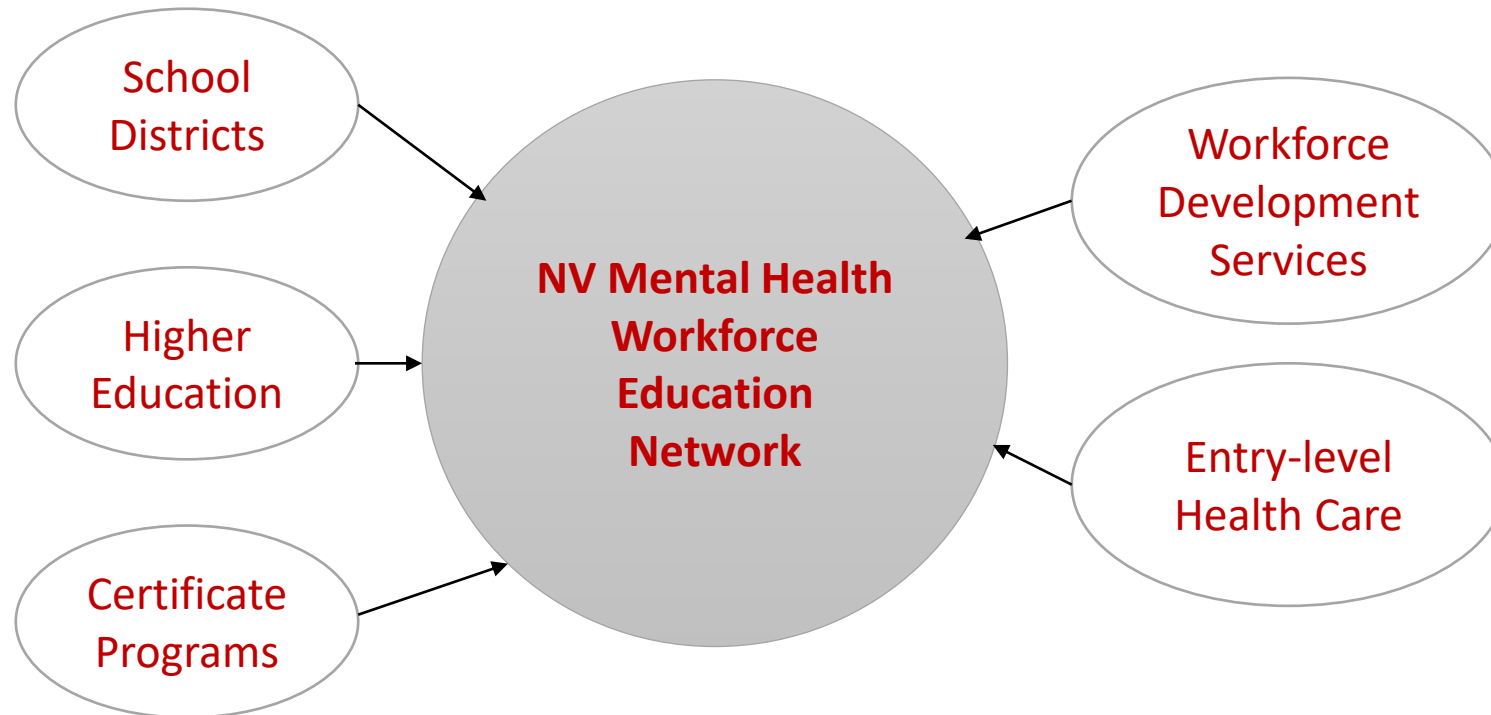 School
Districts
Higher
Education
Certificate
Programs
NV Mental Health
Workforce
Education
Network
Workforce
Development
Services
Entry-level
Health Care